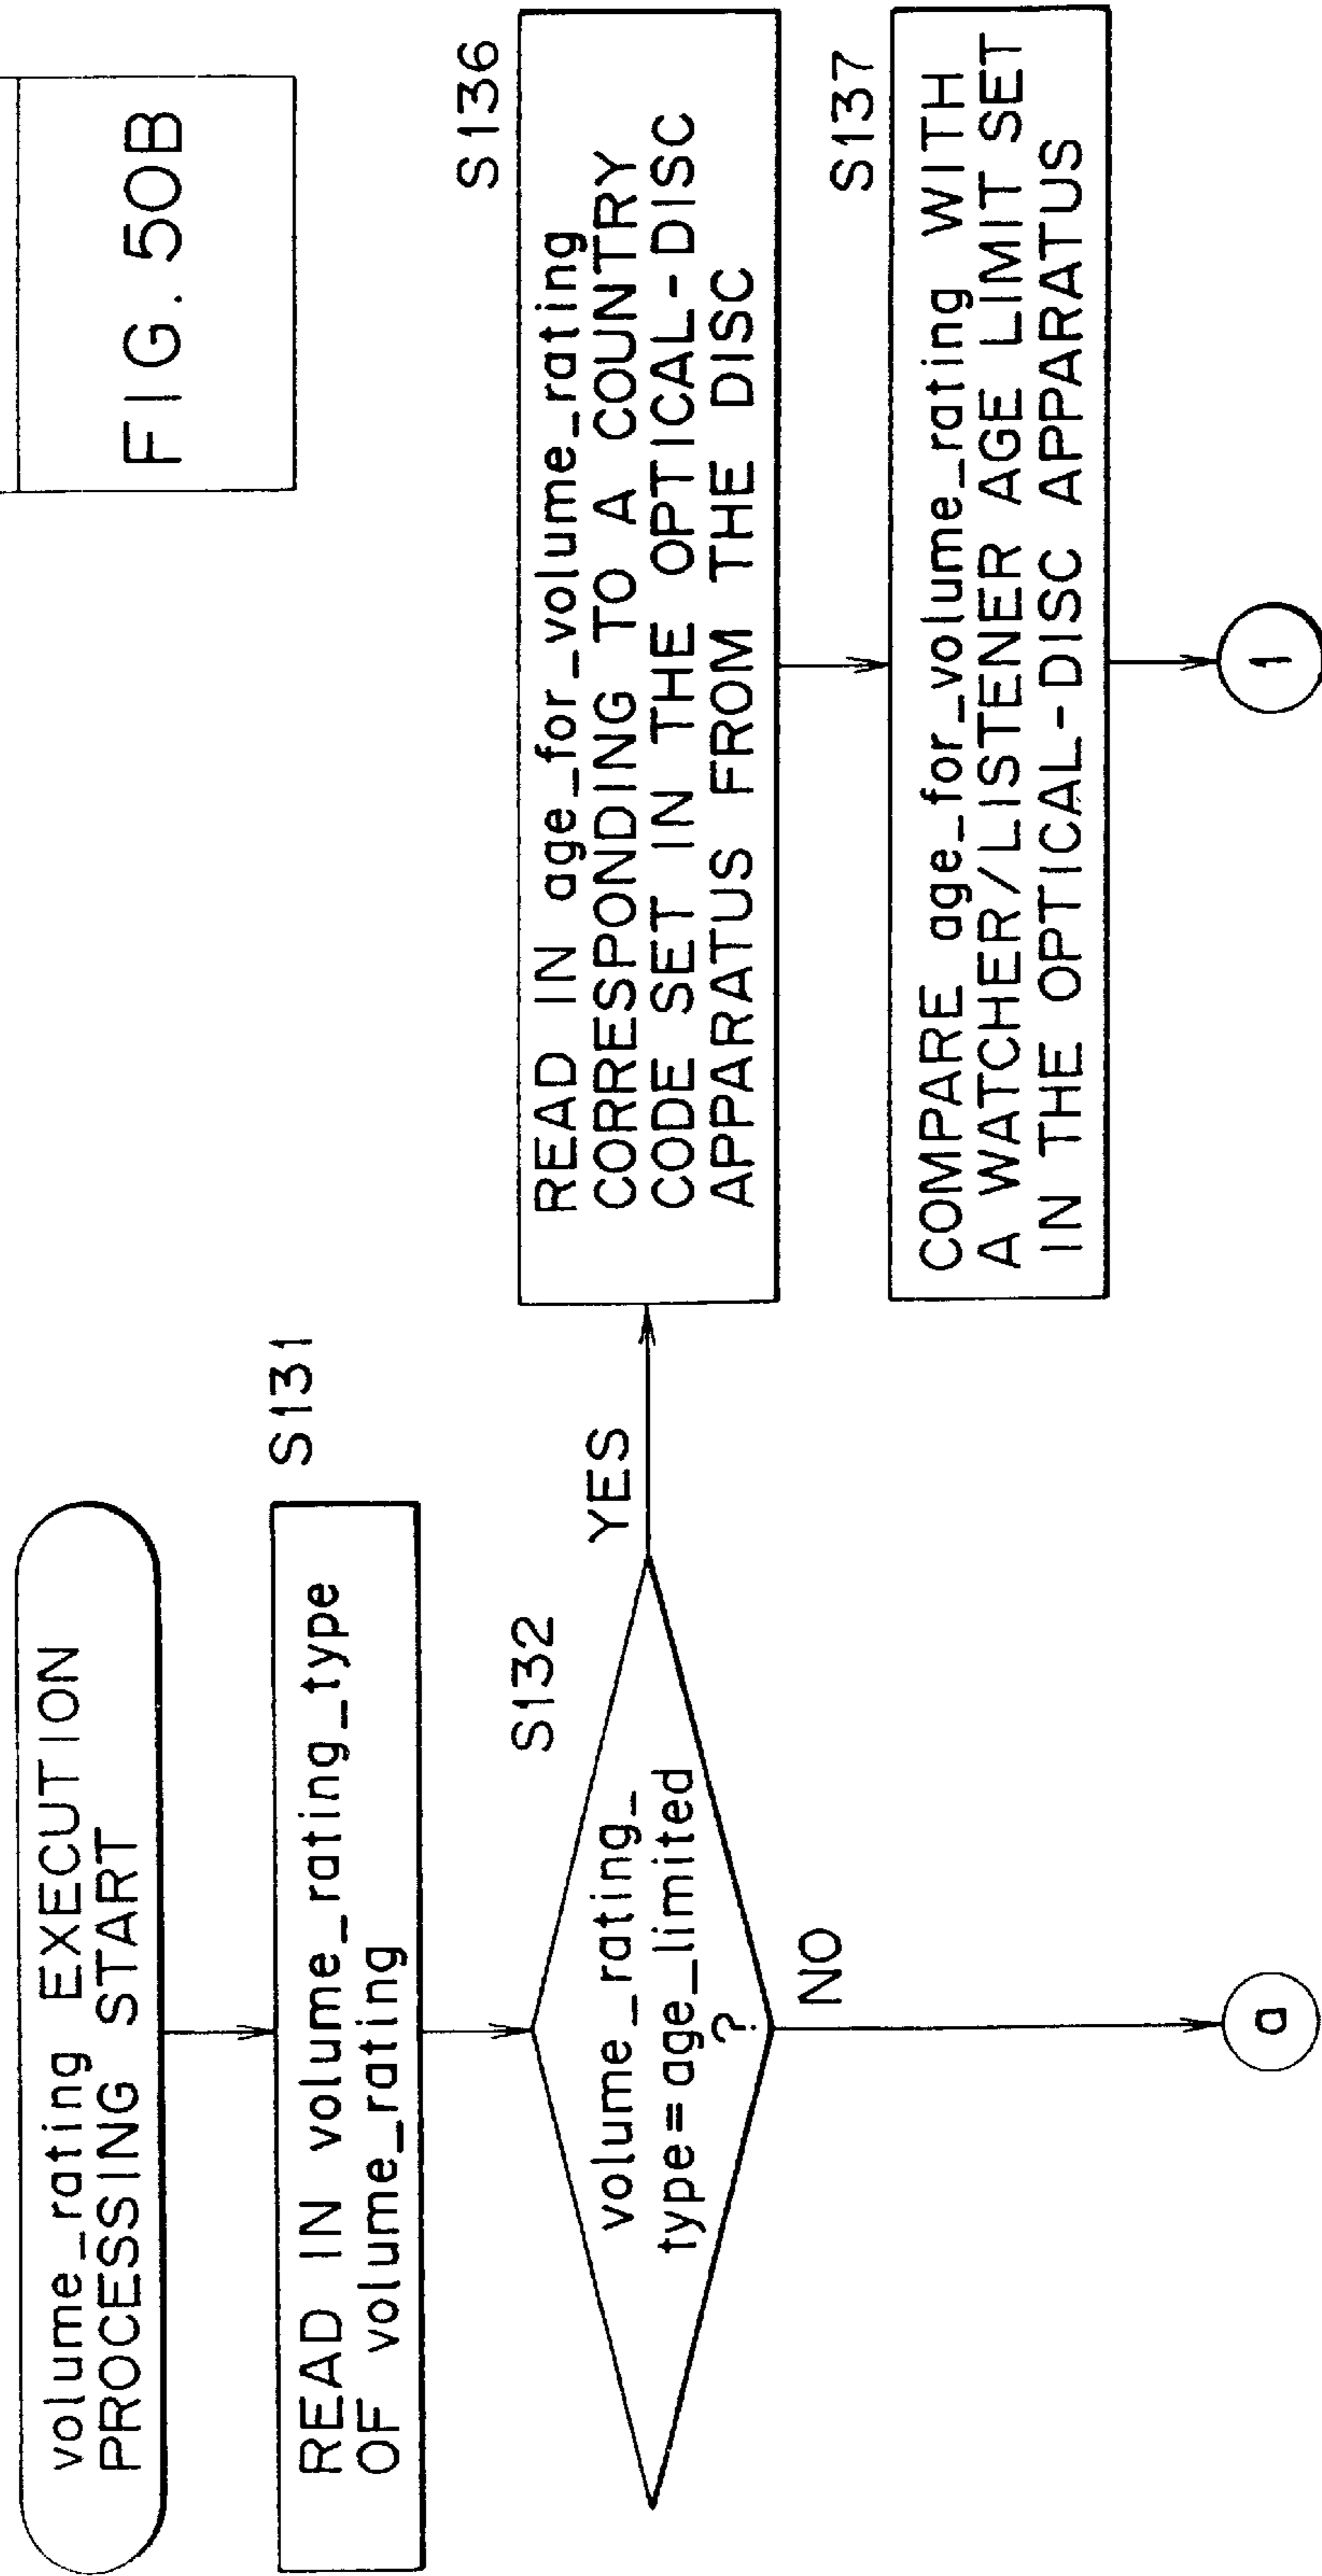 FIG. 50B
volume_rating EXECUTION
PROCESSING START
S131
READ IN volume_rating_type
OF volume_rating
S132
volume_rating_
type=age_limited
?
YES
NO
a
S136
READ IN age_for_volume_rating
CORRESPONDING TO A COUNTRY
CODE SET IN THE OPTICAL-DISC
APPARATUS FROM THE DISC
S137
COMPARE age_for_volume_rating WITH
A WATCHER/LISTENER AGE LIMIT SET
IN THE OPTICAL-DISC APPARATUS
1